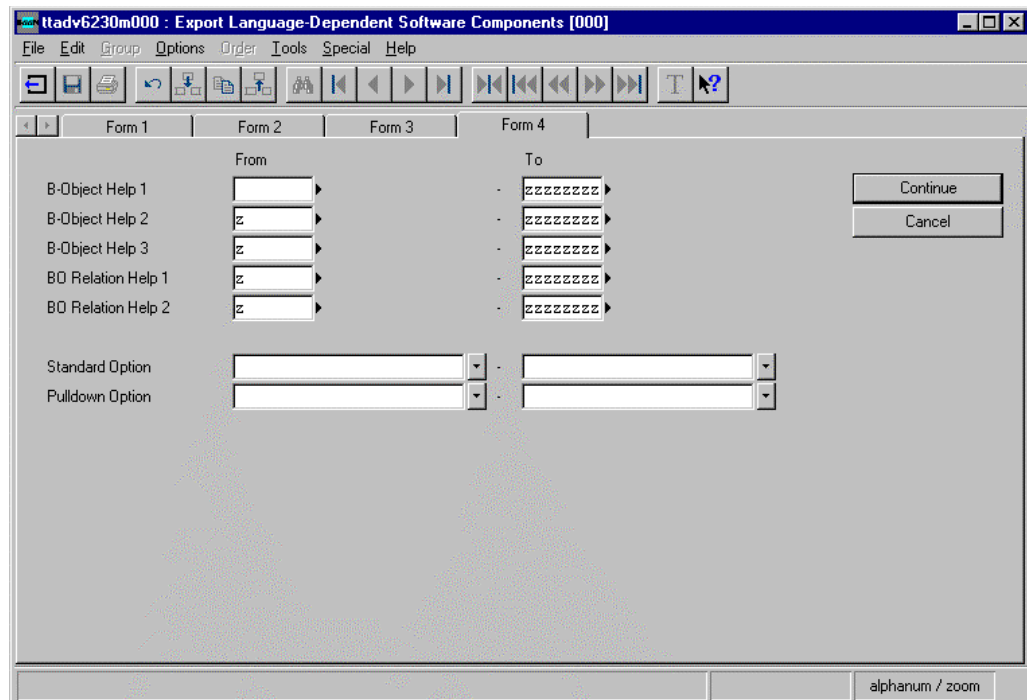 ttadv6230m000 : Export Language-Dependent Software Components [000]
File Edit Group Options Order Tools Special Help
T ?
Form 1 Form 2 Form 3 Form 4
From To
B-Object Help 1 - zzzzzzzz
B-Object Help 2 z - zzzzzzzz
B-Object Help 3 z - zzzzzzzz
BO Relation Help 1 z - zzzzzzzz
BO Relation Help 2 z - zzzzzzzz
Standard Option -
Pulldown Option -
Continue
Cancel
alphanum / zoom